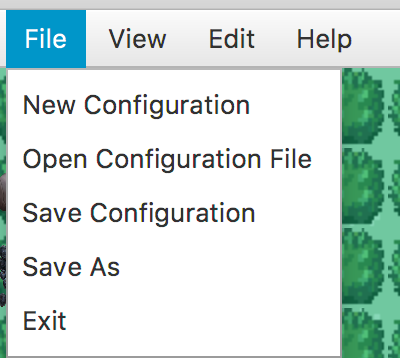 File View Edit Help
New Configuration
Open Configuration File
Save Configuration
Save As
Exit